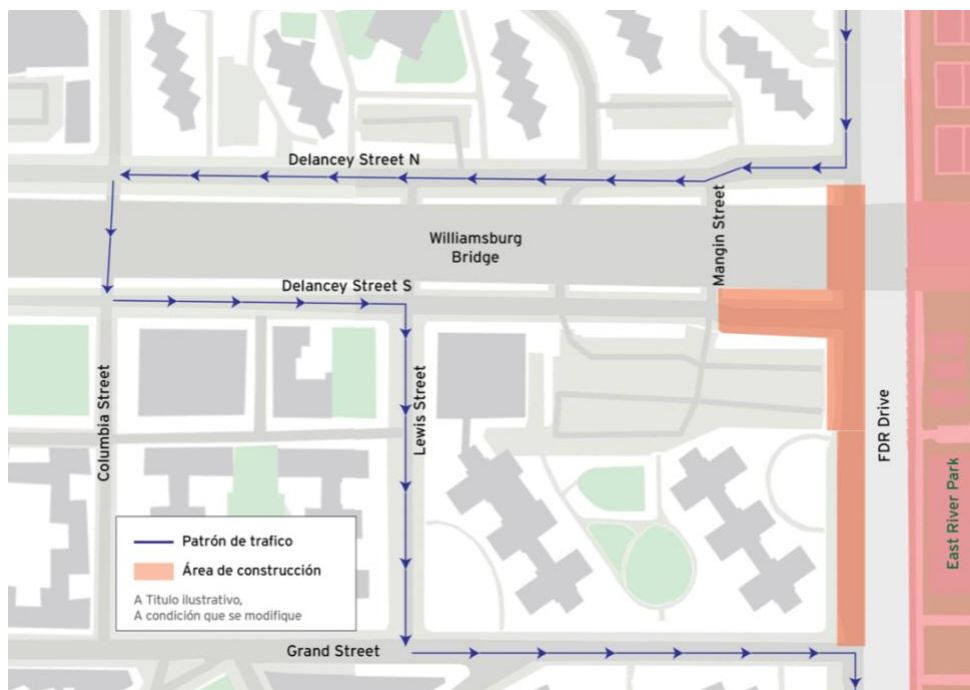 Delancey Street N
Mangin Street
Williamsburg
Bridge
Delancey Street S
Columbia Street
Lewis Street
FDR Drive
East River Park
Patrón de trafico
Área de construcción
A Titulo ilustrativo,
A condición que se modifique
Grand Street